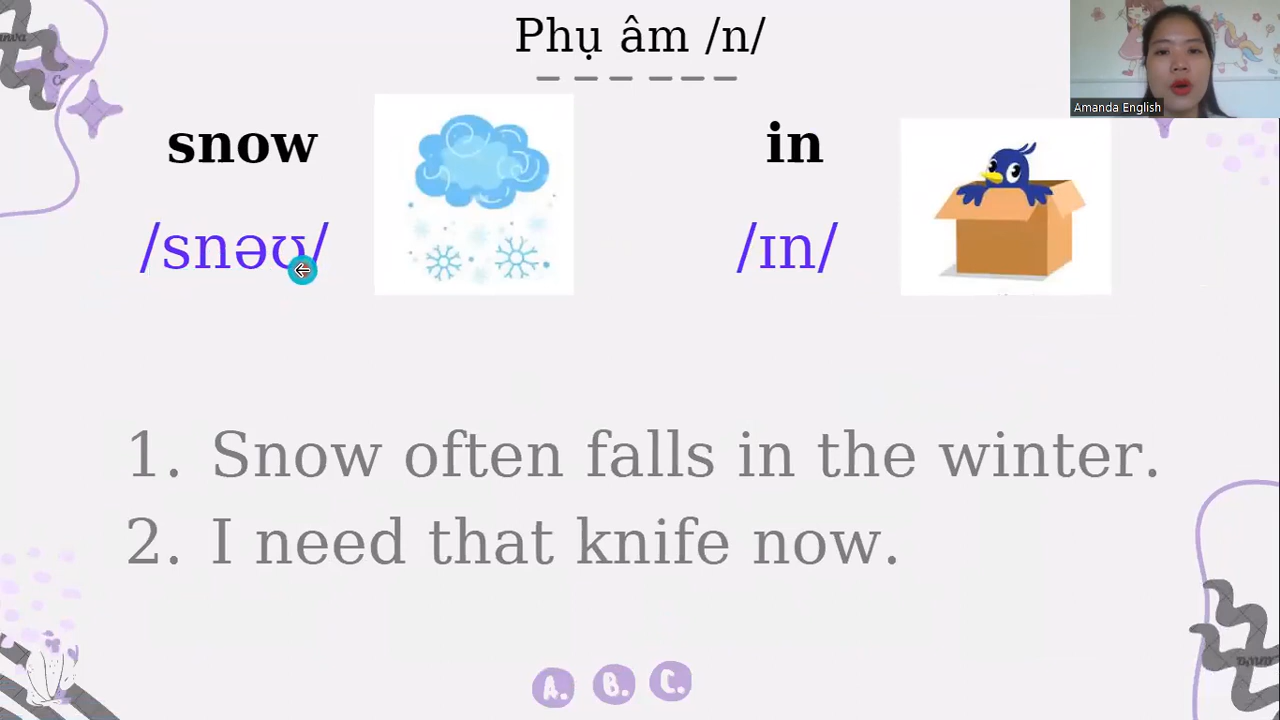 Phụ âm /n/
Amanda English
snow
in
/snəʊ/
/ɪn/
1. Snow often falls in the winter.
2. I need that knife now.
A. B. C.